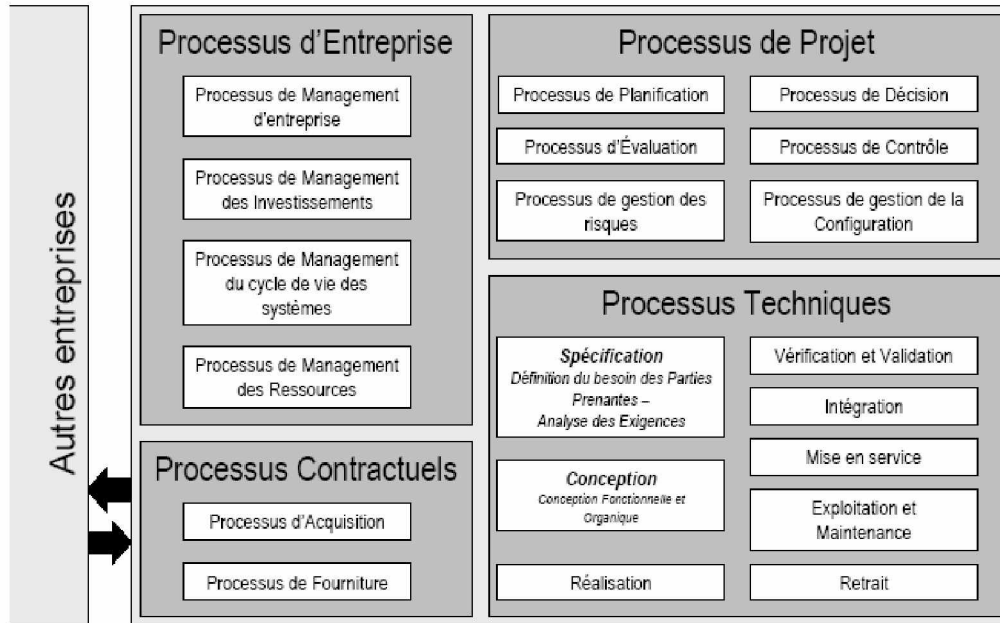 Autres entreprises
Processus d'Entreprise
Processus de Management
d'entreprise
Processus de Management
des Investissements
Processus de Management
du cycle de vie des
systèmes
Processus de Management
des Ressources
Processus Contractuels
Processus d'Acquisition
Processus de Fourniture
Processus de Projet
Processus de Planification
Processus de Décision
Processus d'Évaluation
Processus de Contrôle
Processus de gestion des
risques
Processus de gestion de la
Configuration
Processus Techniques
Spécification
Définition du besoin des Parties
Prenantes –
Analyse des Exigences
Conception
Conception Fonctionnelle et
Organique
Réalisation
Vérification et Validation
Intégration
Mise en service
Exploitation et
Maintenance
Retrait